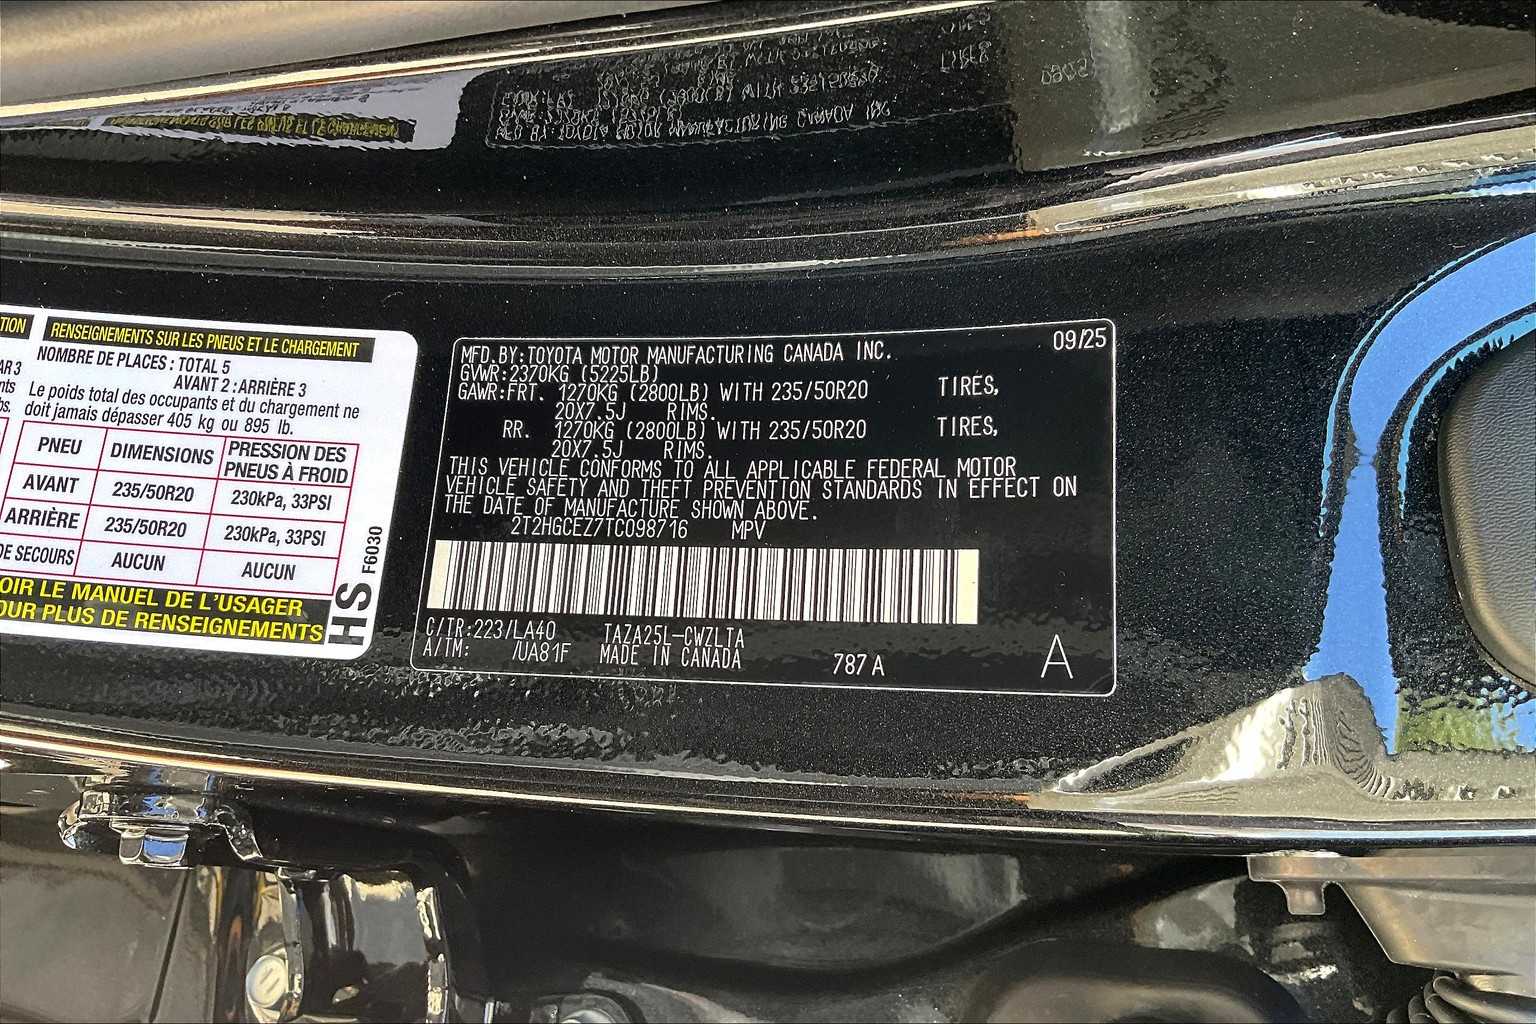 TION
RENSEIGNEMENTS SUR LES PNEUS ET LE CHARGEMENT
NOMBRE DE PLACES : TOTAL 5
AVANT 2 : ARRIÈRE 3
Le poids total des occupants et du chargement ne
doit jamais dépasser 405 kg ou 895 lb.
PNEU DIMENSIONS PRESSION DES PNEUS À FROID
AVANT 235/50R20 230kPa, 33PSI
ARRIÈRE 235/50R20 230kPa, 33PSI
DE SECOURS AUCUN AUCUN
OIR LE MANUEL DE L'USAGER
OUR PLUS DE RENSEIGNEMENTS
HS F6030
09/25
MFD.BY:TOYOTA MOTOR MANUFACTURING CANADA INC.
GVWR:2370KG (5225LB)
GAWR:FRT. 1270KG (2800LB) WITH 235/50R20 TIRES,
20X7.5J RIMS.
RR. 1270KG (2800LB) WITH 235/50R20 TIRES,
20X7.5J RIMS.
THIS VEHICLE CONFORMS TO ALL APPLICABLE FEDERAL MOTOR
VEHICLE SAFETY AND THEFT PREVENTION STANDARDS IN EFFECT ON
THE DATE OF MANUFACTURE SHOWN ABOVE.
2T2HGCEZ7TC098716 MPV
C/TR:223/LA40 TAZA25L-CWZLTA
A/TM: /UA81F MADE IN CANADA 787A A